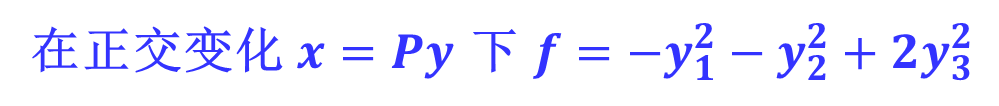 在正交变化 x = Py 下 f = −y₁² − y₂² + 2y₃²